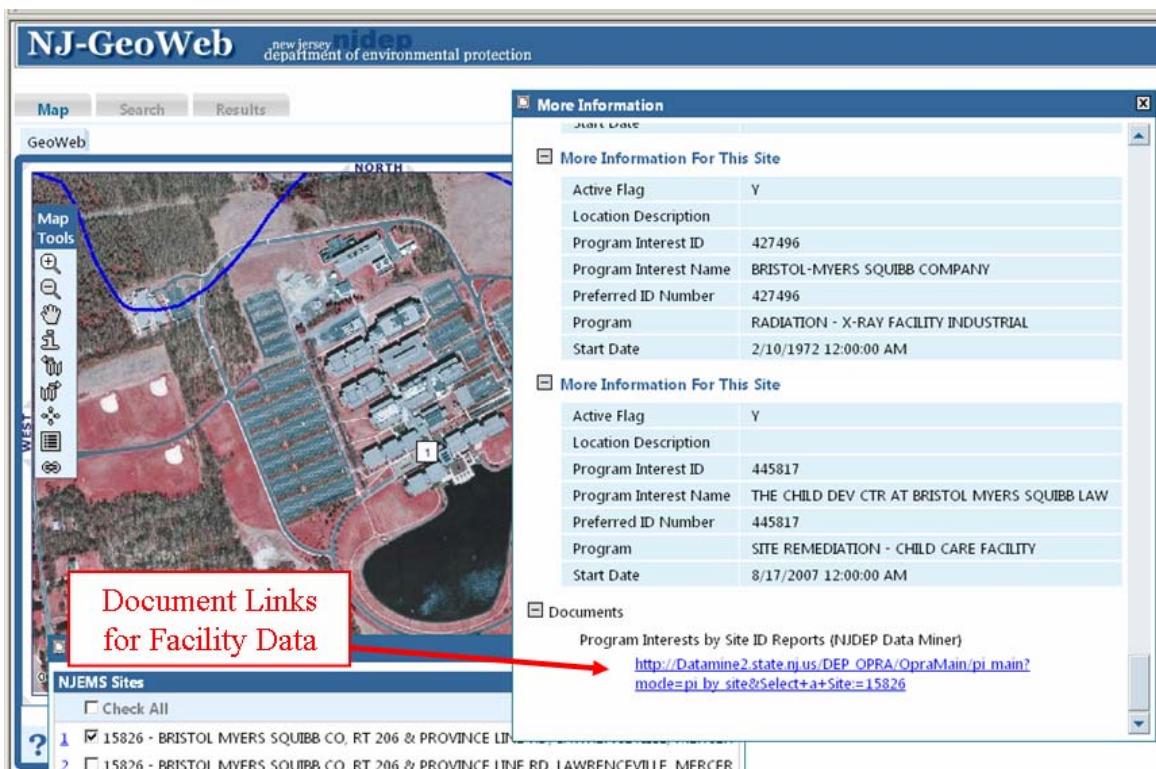 NJ-GeoWeb
new jersey njdep
department of environmental protection
Map Search Results
GeoWeb
NORTH
WEST
Map
Tools
1
More Information
Start Date
More Information For This Site
Active Flag Y
Location Description
Program Interest ID 427496
Program Interest Name BRISTOL-MYERS SQUIBB COMPANY
Preferred ID Number 427496
Program RADIATION - X-RAY FACILITY INDUSTRIAL
Start Date 2/10/1972 12:00:00 AM
More Information For This Site
Active Flag Y
Location Description
Program Interest ID 445817
Program Interest Name THE CHILD DEV CTR AT BRISTOL MYERS SQUIBB LAW
Preferred ID Number 445817
Program SITE REMEDIATION - CHILD CARE FACILITY
Start Date 8/17/2007 12:00:00 AM
Documents
Program Interests by Site ID Reports (NJDEP Data Miner)
http://Datamine2.state.nj.us/DEP_OPRA/OpraMain/pi_main?
mode=pi_by_site&Select+a+Site:=15826
Document Links
for Facility Data
NJEMS Sites
Check All
1 15826 - BRISTOL MYERS SQUIBB CO, RT 206 & PROVINCE LINE RD, LAWRENCEVILLE, MERCER
2 15826 - BRISTOL MYERS SQUIBB CO, RT 206 & PROVINCE LINE RD, LAWRENCEVILLE, MERCER
?